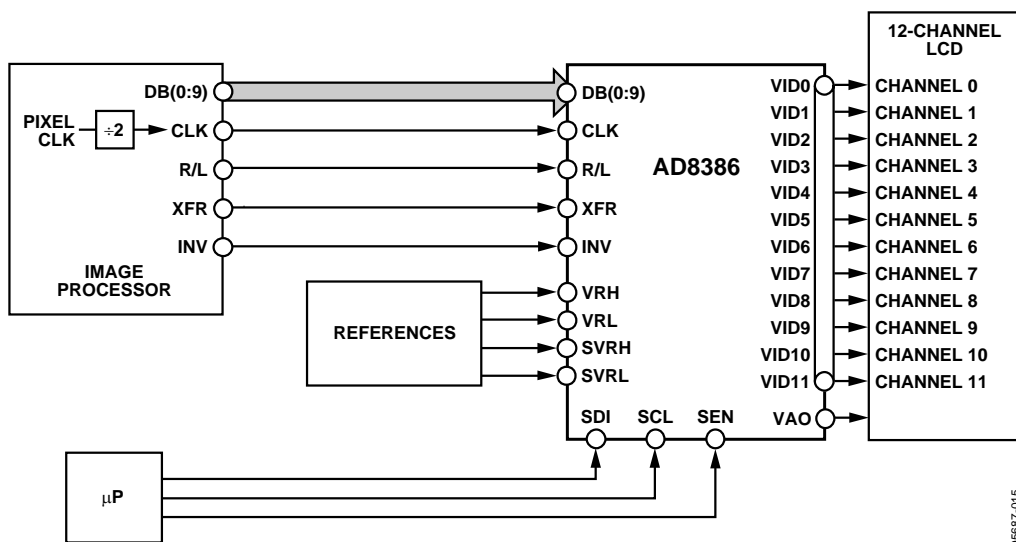 12-CHANNEL
LCD
IMAGE
PROCESSOR
DB(0:9)
PIXEL
CLK
÷2
CLK
R/L
XFR
INV
REFERENCES
μP
AD8386
DB(0:9)
CLK
R/L
XFR
INV
VRH
VRL
SVRH
SVRL
SDI
SCL
SEN
VID0
VID1
VID2
VID3
VID4
VID5
VID6
VID7
VID8
VID9
VID10
VID11
VAO
CHANNEL 0
CHANNEL 1
CHANNEL 2
CHANNEL 3
CHANNEL 4
CHANNEL 5
CHANNEL 6
CHANNEL 7
CHANNEL 8
CHANNEL 9
CHANNEL 10
CHANNEL 11